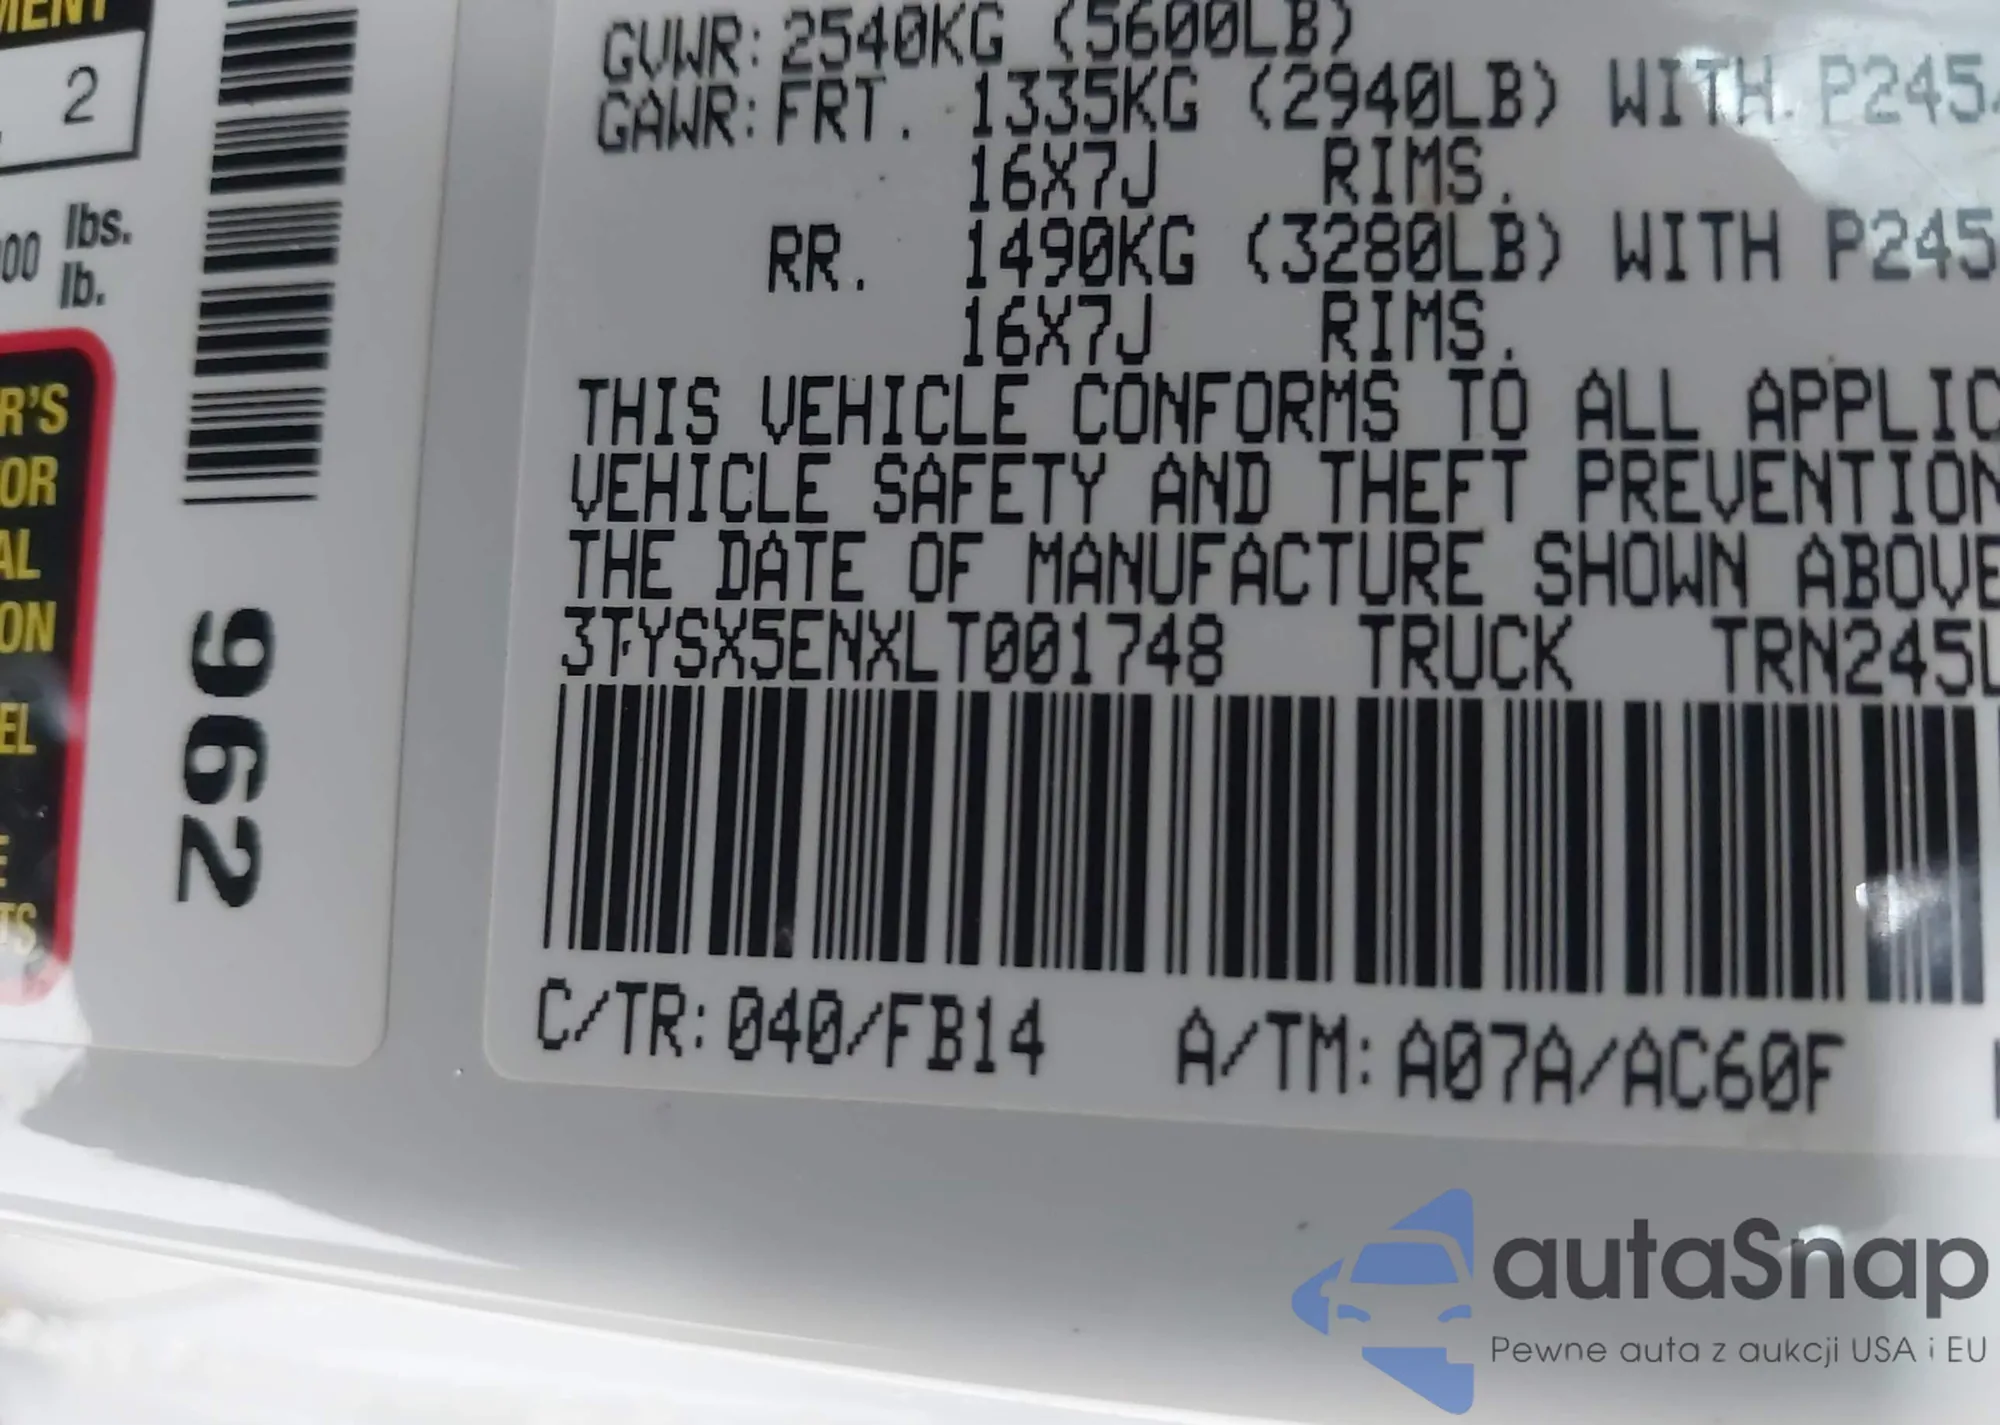 2
lbs.
lb.
962
GVWR: 2540KG (5600LB)
GAWR: FRT. 1335KG (2940LB) WITH P245
16X7J RIMS.
RR. 1490KG (3280LB) WITH P245
16X7J RIMS.
THIS VEHICLE CONFORMS TO ALL APPLIC
VEHICLE SAFETY AND THEFT PREVENTION
THE DATE OF MANUFACTURE SHOWN ABOVE
3TYSX5ENXLT001748 TRUCK TRN245L
C/TR: 040/FB14 A/TM: A07A/AC60F
autaSnap
Pewne auta z aukcji USA i EU